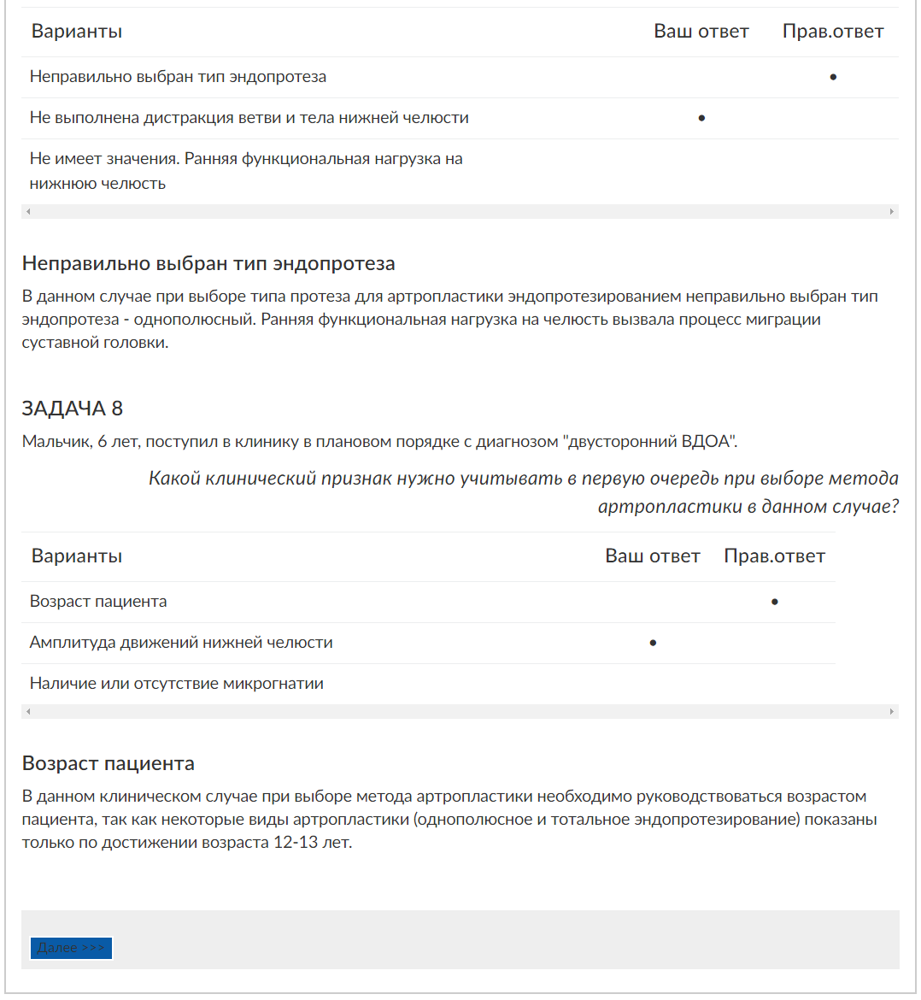 Варианты Ваш ответ Прав.ответ
Неправильно выбран тип эндопротеза •
Не выполнена дистракция ветви и тела нижней челюсти •
Не имеет значения. Ранняя функциональная нагрузка на
нижнюю челюсть
Неправильно выбран тип эндопротеза
В данном случае при выборе типа протеза для артропластики эндопротезированием неправильно выбран тип
эндопротеза - однополюсный. Ранняя функциональная нагрузка на челюсть вызвала процесс миграции
суставной головки.
ЗАДАЧА 8
Мальчик, 6 лет, поступил в клинику в плановом порядке с диагнозом "двусторонний ВДОА".
Какой клинический признак нужно учитывать в первую очередь при выборе метода
артропластики в данном случае?
Варианты Ваш ответ Прав.ответ
Возраст пациента •
Амплитуда движений нижней челюсти •
Наличие или отсутствие микрогнатии
Возраст пациента
В данном клиническом случае при выборе метода артропластики необходимо руководствоваться возрастом
пациента, так как некоторые виды артропластики (однополюсное и тотальное эндопротезирование) показаны
только по достижении возраста 12-13 лет.
Далее >>>